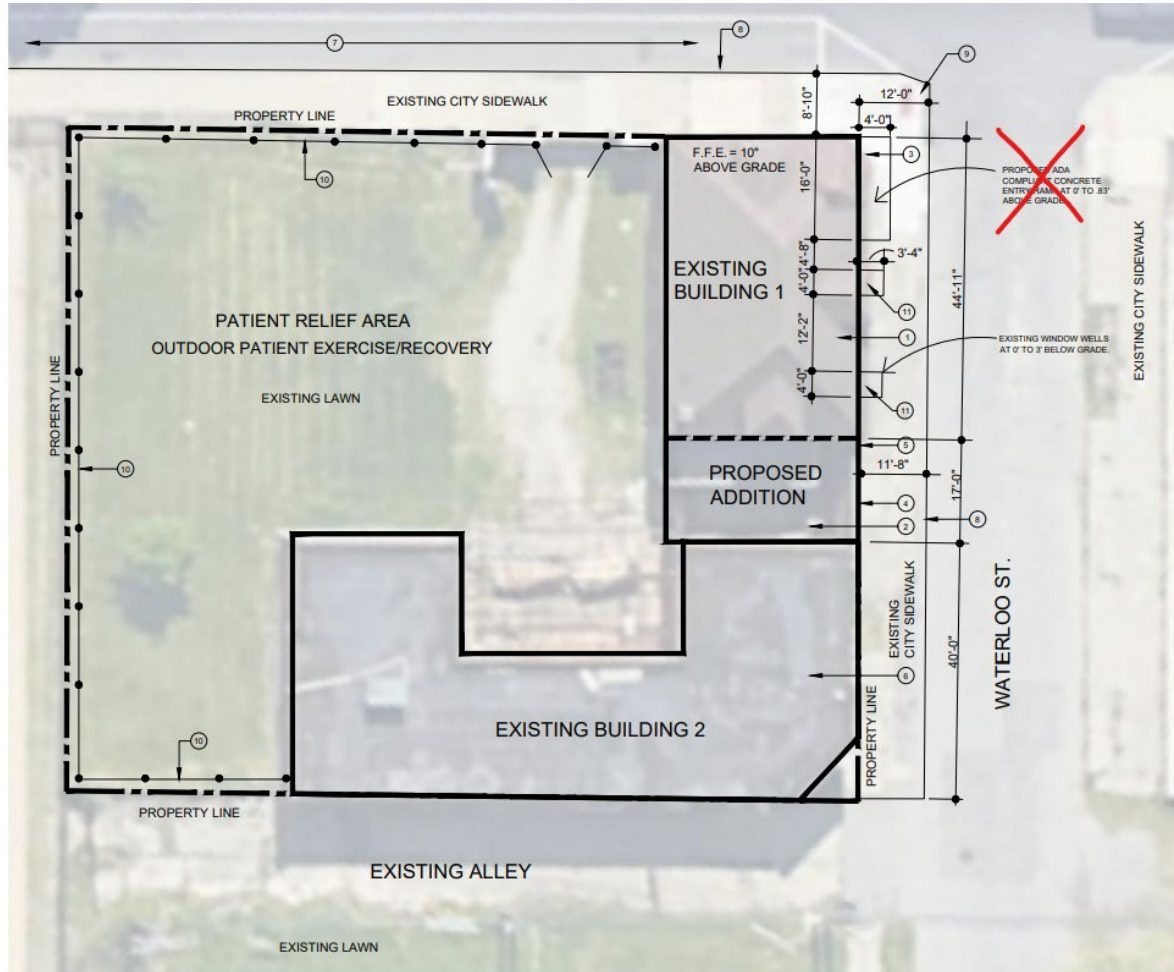 7
8
9
EXISTING CITY SIDEWALK
PROPERTY LINE
8'-10"
12'-0"
4'-0"
10
F.F.E. = 10"
ABOVE GRADE
16'-0"
3
PROPOSED ADA
COMPLIANT CONCRETE
ENTRY RAMP AT 0' TO .83'
ABOVE GRADE
EXISTING
BUILDING 1
4'-8"
3'-4"
4'-0"
11
44'-11"
EXISTING CITY SIDEWALK
PATIENT RELIEF AREA
OUTDOOR PATIENT EXERCISE/RECOVERY
12'-2"
1
EXISTING WINDOW WELLS
AT 0' TO 3' BELOW GRADE.
PROPERTY LINE
EXISTING LAWN
4'-0"
11
5
10
PROPOSED
ADDITION
11'-8"
17'-0"
4
2
8
EXISTING
CITY SIDEWALK
WATERLOO ST.
40'-0"
6
EXISTING BUILDING 2
PROPERTY LINE
10
PROPERTY LINE
EXISTING ALLEY
EXISTING LAWN